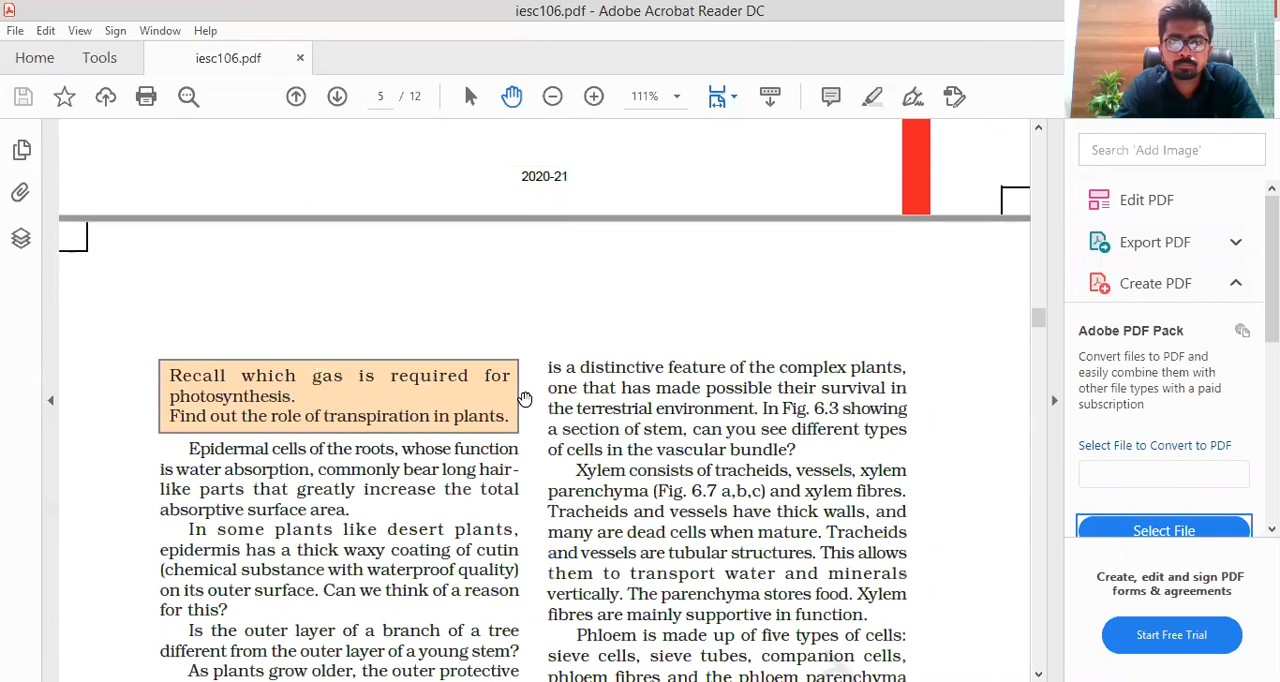 iesc106.pdf - Adobe Acrobat Reader DC
File Edit View Sign Window Help
Home Tools iesc106.pdf ×
5 / 12 111%
2020-21
Recall which gas is required for
photosynthesis.
Find out the role of transpiration in plants.
Epidermal cells of the roots, whose function
is water absorption, commonly bear long hair-
like parts that greatly increase the total
absorptive surface area.
In some plants like desert plants,
epidermis has a thick waxy coating of cutin
(chemical substance with waterproof quality)
on its outer surface. Can we think of a reason
for this?
Is the outer layer of a branch of a tree
different from the outer layer of a young stem?
As plants grow older, the outer protective
is a distinctive feature of the complex plants,
one that has made possible their survival in
the terrestrial environment. In Fig. 6.3 showing
a section of stem, can you see different types
of cells in the vascular bundle?
Xylem consists of tracheids, vessels, xylem
parenchyma (Fig. 6.7 a,b,c) and xylem fibres.
Tracheids and vessels have thick walls, and
many are dead cells when mature. Tracheids
and vessels are tubular structures. This allows
them to transport water and minerals
vertically. The parenchyma stores food. Xylem
fibres are mainly supportive in function.
Phloem is made up of five types of cells:
sieve cells, sieve tubes, companion cells,
phloem fibres and the phloem parenchyma
Search 'Add Image'
Edit PDF
Export PDF
Create PDF
Adobe PDF Pack
Convert files to PDF and
easily combine them with
other file types with a paid
subscription
Select File to Convert to PDF
Select File
Create, edit and sign PDF
forms & agreements
Start Free Trial